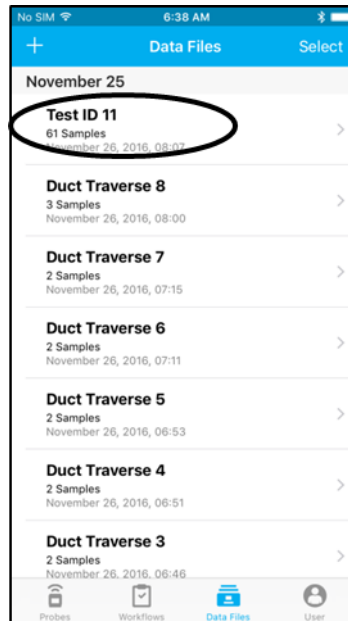 No SIM 6:38 AM
+ Data Files Select
November 25
Test ID 11
61 Samples
November 26, 2016, 08:07
Duct Traverse 8
3 Samples
November 26, 2016, 08:00
Duct Traverse 7
2 Samples
November 26, 2016, 07:15
Duct Traverse 6
2 Samples
November 26, 2016, 07:11
Duct Traverse 5
2 Samples
November 26, 2016, 06:53
Duct Traverse 4
2 Samples
November 26, 2016, 06:51
Duct Traverse 3
2 Samples
November 26, 2016, 06:46
Probes Workflows Data Files User